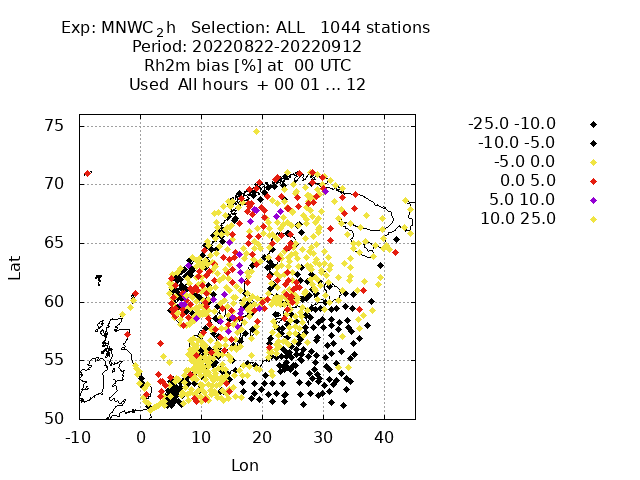 Exp: MNWC₂h Selection: ALL 1044 stations
Period: 20220822-20220912
Rh2m bias [%] at 00 UTC
Used All hours + 00 01 ... 12
-25.0 -10.0
-10.0 -5.0
-5.0 0.0
0.0 5.0
5.0 10.0
10.0 25.0
75
70
65
60
55
50
Lat
-10 0 10 20 30 40
Lon